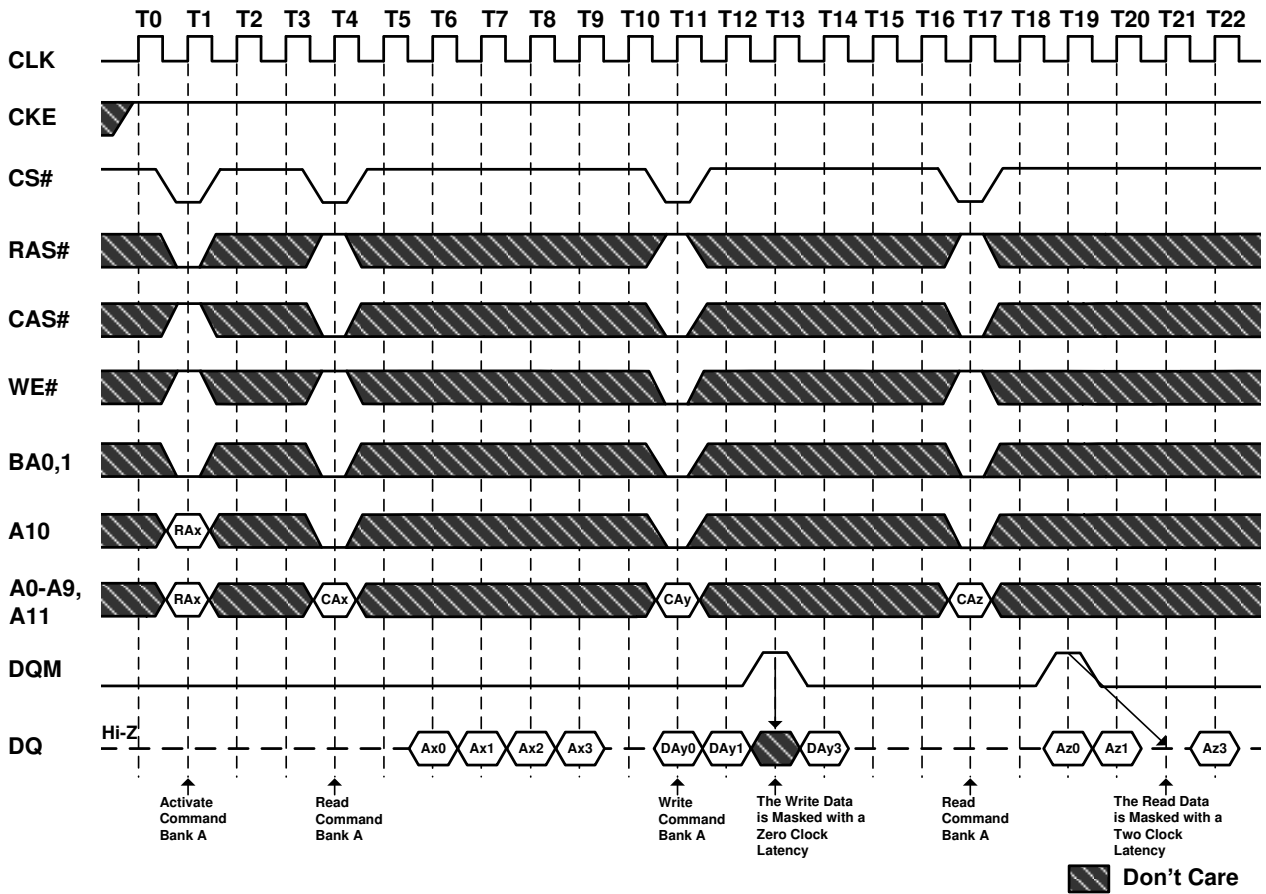 T0 T1 T2 T3 T4 T5 T6 T7 T8 T9 T10 T11 T12 T13 T14 T15 T16 T17 T18 T19 T20 T21 T22
CLK
CKE
CS#
RAS#
CAS#
WE#
BA0,1
A10 RAx
A0-A9,
A11 RAx CAx CAy CAz
DQM
DQ Hi-Z Ax0 Ax1 Ax2 Ax3 DAy0 DAy1 DAy3 Az0 Az1 Az3
Activate
Command
Bank A
Read
Command
Bank A
Write
Command
Bank A
The Write Data
is Masked with a
Zero Clock
Latency
Read
Command
Bank A
The Read Data
is Masked with a
Two Clock
Latency
Don't Care